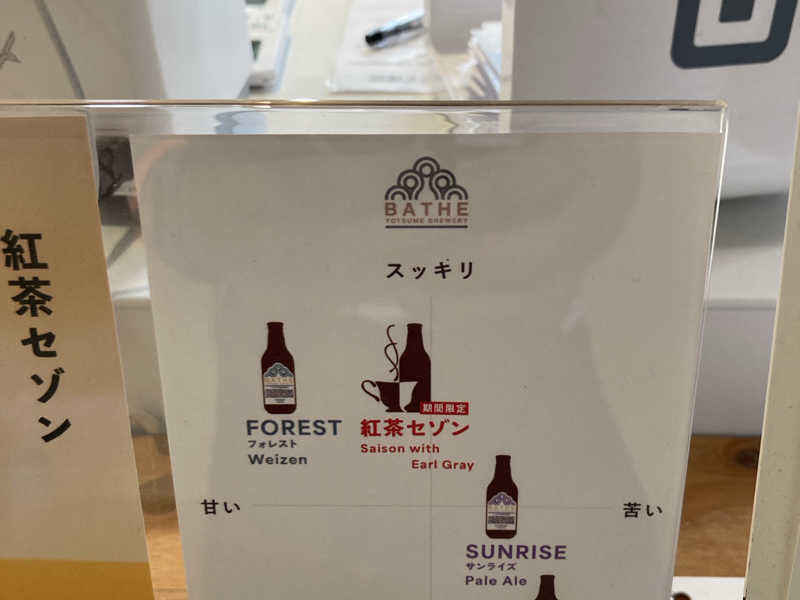 紅茶セゾン
BATHE
YOTSUME BREWERY
スッキリ
BATHE
FOREST
フォレスト
Weizen
期間限定
紅茶セゾン
Saison with
Earl Gray
甘い
苦い
SUNRISE
サンライズ
Pale Ale